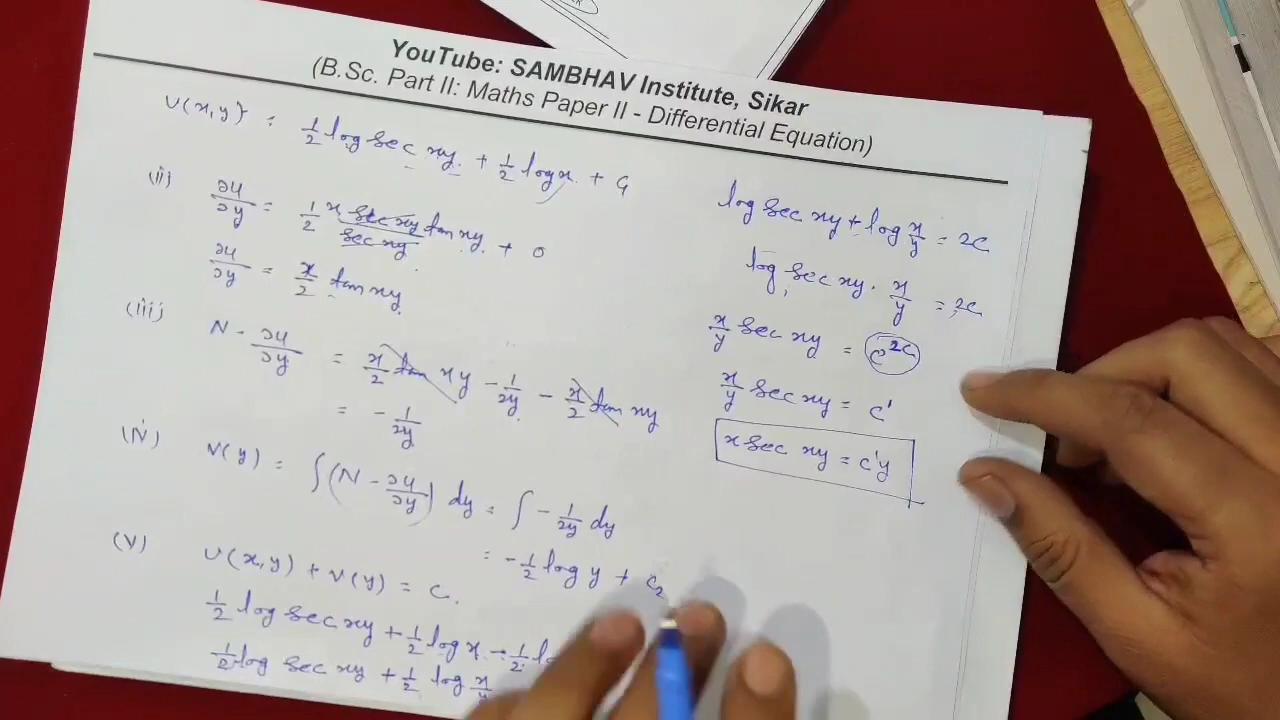 YouTube: SAMBHAV Institute, Sikar
(B.Sc. Part II: Maths Paper II - Differential Equation)
U(x,y) = 1/2 log sec xy + 1/2 log x + C₁
(ii) ∂U/∂y = 1/2 x sec xy tan xy / sec xy + 0
∂U/∂y = x/2 tan xy
(iii) N - ∂U/∂y = x/2 tan xy - 1/2y - x/2 tan xy
= - 1/2y
(iv) V(y) = ∫(N - ∂U/∂y) dy = ∫ - 1/2y dy
= - 1/2 log y + C₂
(v) U(x,y) + V(y) = C.
1/2 log sec xy + 1/2 log x - 1/2
1/2 log sec xy + 1/2 log x/y
log sec xy + log x/y = 2C
log sec xy · x/y = 2C
x/y sec xy = e^2C
x/y sec xy = c'
x sec xy = c'y